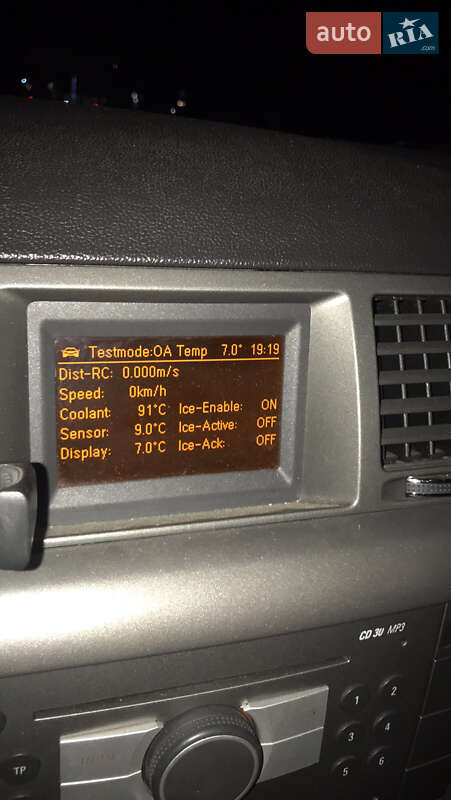 auto RIA.com
Testmode:OA Temp 7.0° 19:19
Dist-RC: 0.000m/s
Speed: 0km/h
Coolant: 91°C Ice-Enable: ON
Sensor: 9.0°C Ice-Active: OFF
Display: 7.0°C Ice-Ack: OFF
CD 30 MP3
1 2
3 4
TP 5 6